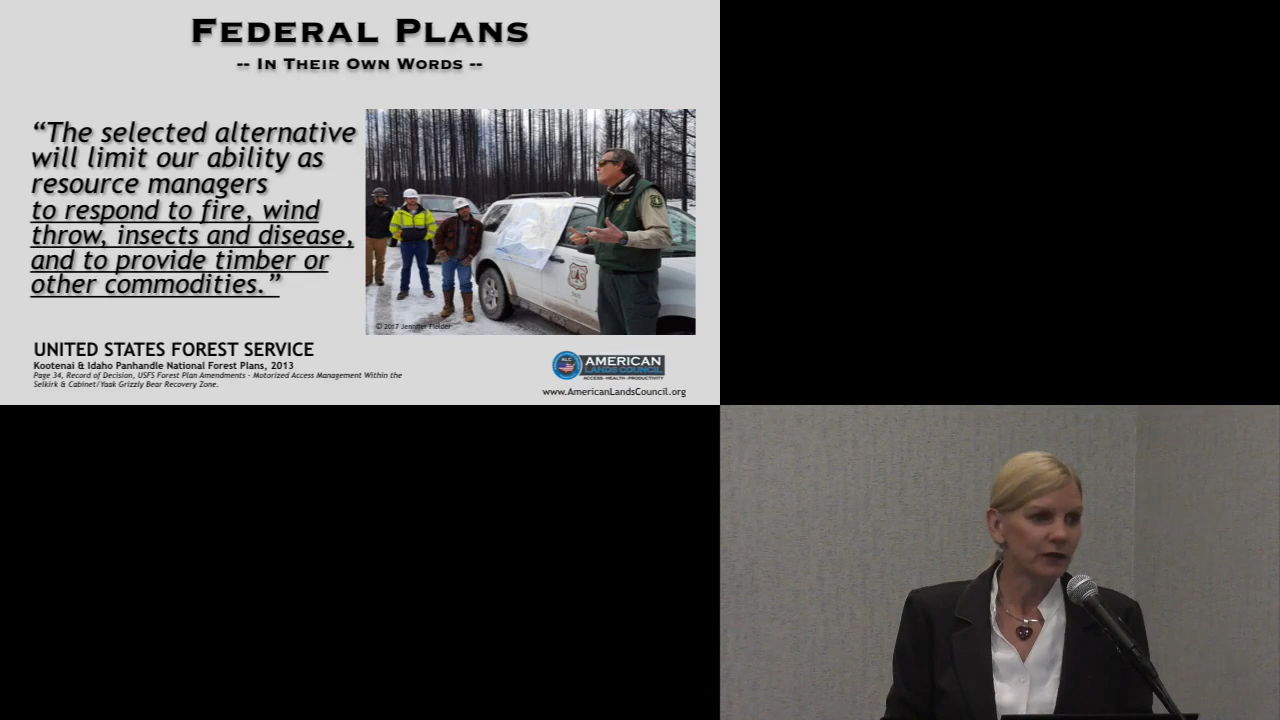 FEDERAL PLANS
-- IN THEIR OWN WORDS --
“The selected alternative
will limit our ability as
resource managers
to respond to fire, wind
throw, insects and disease,
and to provide timber or
other commodities.”
© 2017 Jennifer Fielder
UNITED STATES FOREST SERVICE
Kootenai & Idaho Panhandle National Forest Plans, 2013
Page 34, Record of Decision, USFS Forest Plan Amendments - Motorized Access Management Within the
Selkirk & Cabinet/Yaak Grizzly Bear Recovery Zone.
ALC
AMERICAN
LANDS COUNCIL
ACCESS · HEALTH · PRODUCTIVITY
www.AmericanLandsCouncil.org